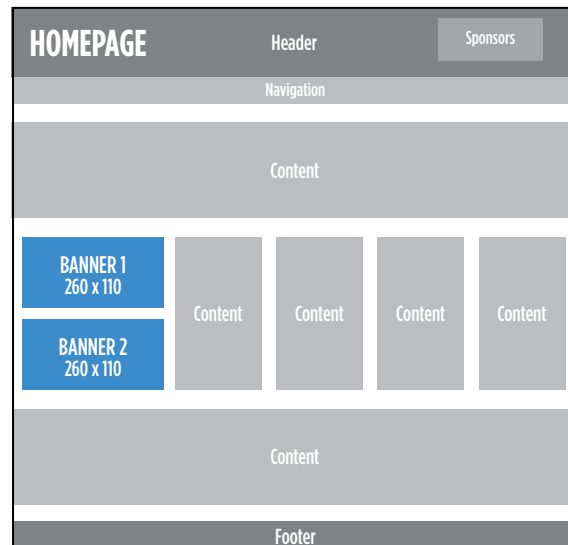 HOMEPAGE
Header
Sponsors
Navigation
Content
BANNER 1
260 x 110
BANNER 2
260 x 110
Content
Content
Content
Content
Content
Footer